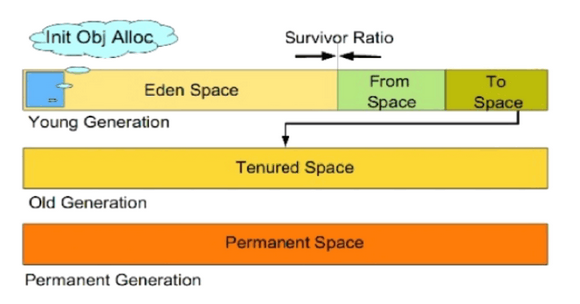 Init Obj Alloc
Survivor Ratio
Eden Space
From
Space
To
Space
Young Generation
Tenured Space
Old Generation
Permanent Space
Permanent Generation